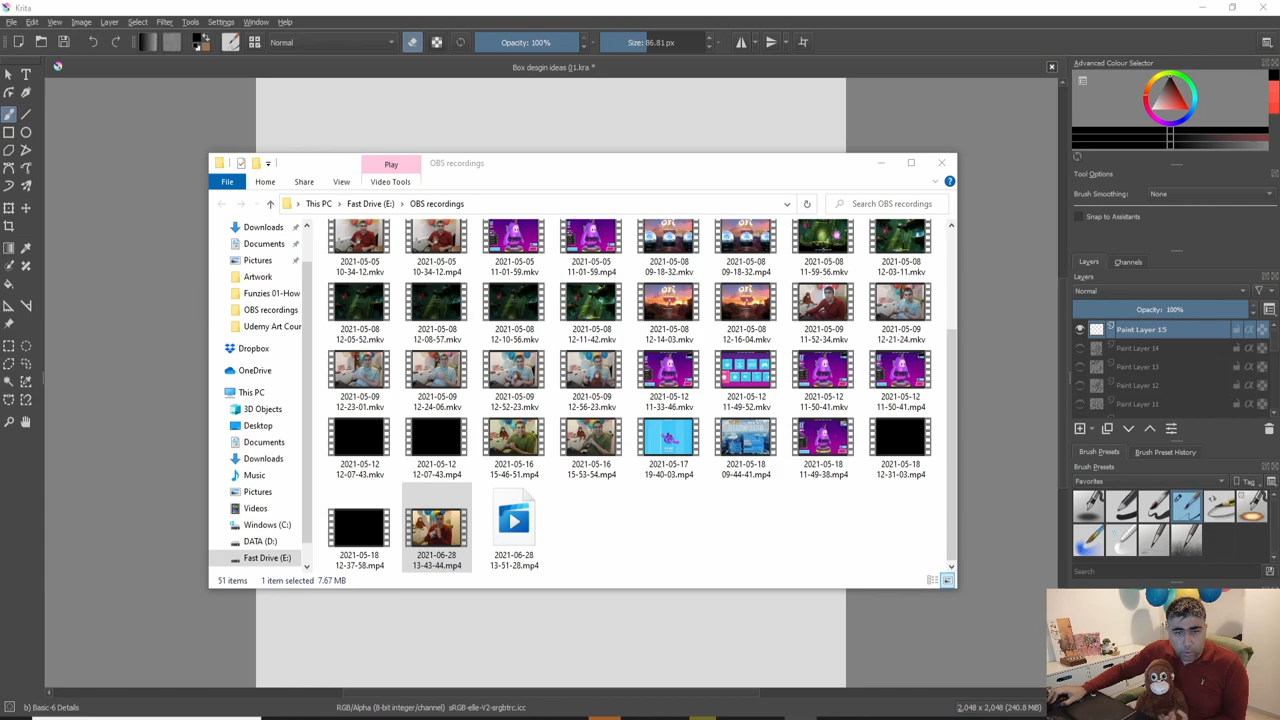 Krita
File Edit View Image Layer Select Filter Tools Settings Window Help
Normal
Opacity: 100%
Size: 86.81 px
Box desgin ideas 01.kra *
Advanced Colour Selector
Tool Options
Brush Smoothing: None
Snap to Assistants
Layers Channels
Layers
Normal
Opacity: 100%
Paint Layer 15
Paint Layer 14
Paint Layer 13
Paint Layer 12
Paint Layer 11
Brush Presets Brush Preset History
Brush Presets
Favorites
Tag
Search
Play
OBS recordings
File Home Share View Video Tools
This PC Fast Drive (E:) OBS recordings
Search OBS recordings
Downloads
Documents
Pictures
Artwork
Funzies 01-How
OBS recordings
Udemy Art Cour
Dropbox
OneDrive
This PC
3D Objects
Desktop
Documents
Downloads
Music
Pictures
Videos
Windows (C:)
DATA (D:)
Fast Drive (E:)
2021-05-05 2021-05-05 2021-05-05 2021-05-05 2021-05-08 2021-05-08 2021-05-08 2021-05-08
10-34-12.mkv 10-34-12.mp4 11-01-59.mkv 11-01-59.mp4 09-18-32.mkv 09-18-32.mp4 11-59-56.mkv 12-03-11.mkv
2021-05-08 2021-05-08 2021-05-08 2021-05-08 2021-05-08 2021-05-08 2021-05-09 2021-05-09
12-05-52.mkv 12-08-57.mkv 12-10-56.mkv 12-11-42.mkv 12-14-03.mkv 12-16-04.mkv 11-52-34.mkv 12-21-24.mkv
2021-05-09 2021-05-09 2021-05-09 2021-05-09 2021-05-12 2021-05-12 2021-05-12 2021-05-12
12-23-01.mkv 12-24-06.mkv 12-52-23.mkv 12-56-23.mkv 11-33-46.mkv 11-49-52.mkv 11-50-41.mkv 11-50-41.mp4
2021-05-12 2021-05-12 2021-05-16 2021-05-16 2021-05-17 2021-05-18 2021-05-18 2021-05-18
12-07-43.mkv 12-07-43.mp4 15-46-51.mp4 15-53-54.mp4 19-40-03.mp4 09-44-41.mp4 11-49-38.mp4 12-31-03.mp4
2021-05-18 2021-06-28 2021-06-28
12-37-58.mp4 13-43-44.mp4 13-51-28.mp4
51 items 1 item selected 7.67 MB
b) Basic-6 Details
RGB/Alpha (8-bit integer/channel) sRGB-elle-V2-srgbtrc.icc
2,048 x 2,048 (240.8 MB)